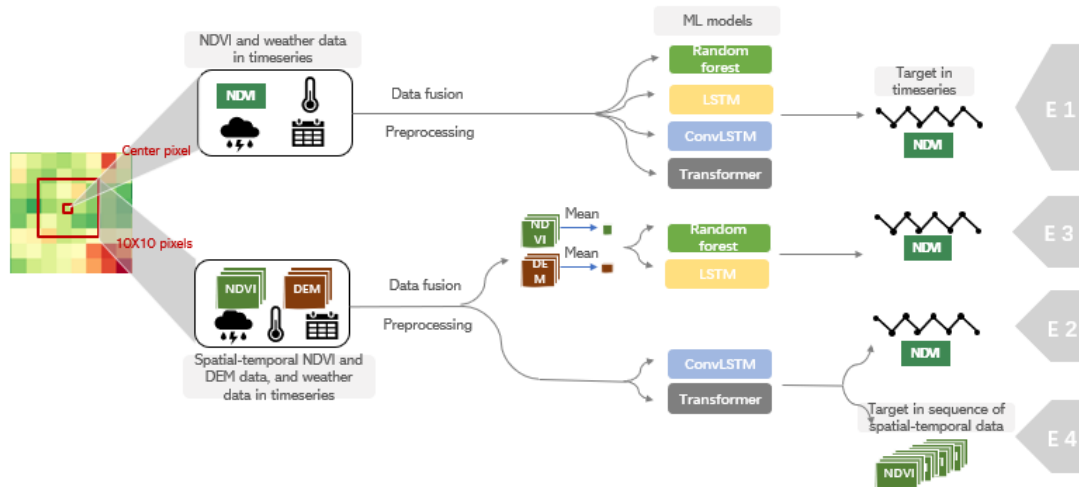 NDVI and weather data
in timeseries
NDVI
Center pixel
10X10 pixels
Data fusion
Preprocessing
ML models
Random
forest
LSTM
ConvLSTM
Transformer
Target in
timeseries
NDVI
E 1
NDVI
DEM
Spatial-temporal NDVI and
DEM data, and weather
data in timeseries
Data fusion
Preprocessing
ND
VI
Mean
DE
M
Mean
Random
forest
LSTM
NDVI
E 3
ConvLSTM
Transformer
NDVI
E 2
Target in sequence of
spatial-temporal data
NDVI
E 4